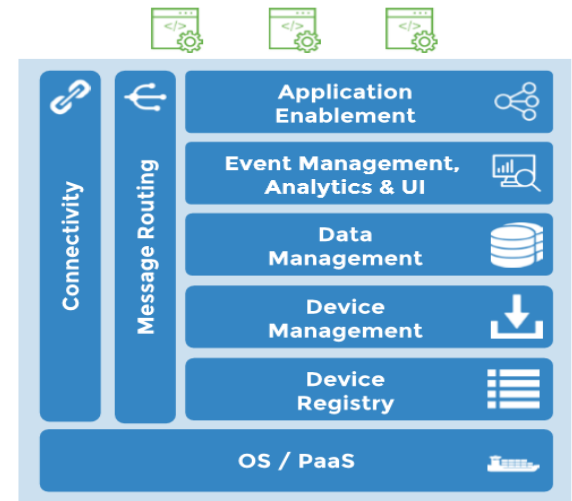 </>
</>
</>
Connectivity
Message Routing
Application
Enablement
Event Management,
Analytics & UI
Data
Management
Device
Management
Device
Registry
OS / PaaS